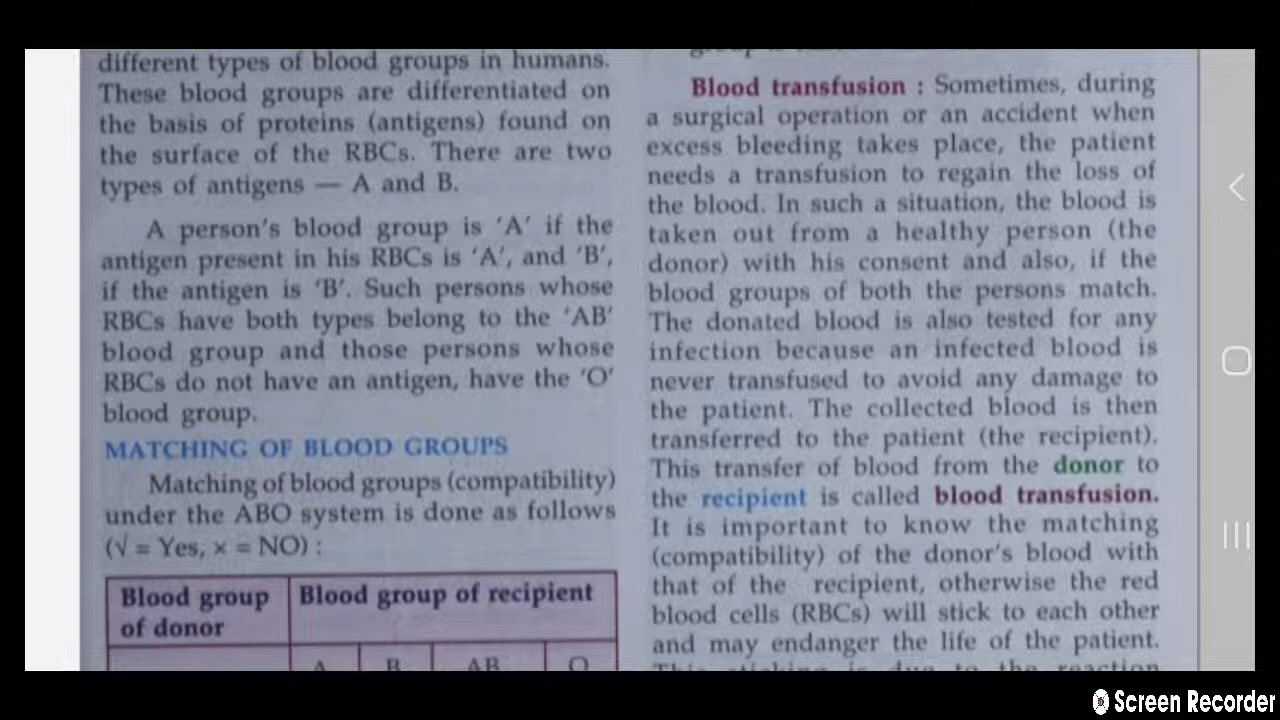 different types of blood groups in humans.
These blood groups are differentiated on
the basis of proteins (antigens) found on
the surface of the RBCs. There are two
types of antigens — A and B.
A person's blood group is 'A' if the
antigen present in his RBCs is 'A', and 'B',
if the antigen is 'B'. Such persons whose
RBCs have both types belong to the 'AB'
blood group and those persons whose
RBCs do not have an antigen, have the 'O'
blood group.
MATCHING OF BLOOD GROUPS
Matching of blood groups (compatibility)
under the ABO system is done as follows
(√ = Yes, × = NO) :
Blood group of donor
Blood group of recipient
A B AB O
Blood transfusion : Sometimes, during
a surgical operation or an accident when
excess bleeding takes place, the patient
needs a transfusion to regain the loss of
the blood. In such a situation, the blood is
taken out from a healthy person (the
donor) with his consent and also, if the
blood groups of both the persons match.
The donated blood is also tested for any
infection because an infected blood is
never transfused to avoid any damage to
the patient. The collected blood is then
transferred to the patient (the recipient).
This transfer of blood from the donor to
the recipient is called blood transfusion.
It is important to know the matching
(compatibility) of the donor's blood with
that of the recipient, otherwise the red
blood cells (RBCs) will stick to each other
and may endanger the life of the patient.
This sticking is due to the reaction
Screen Recorder